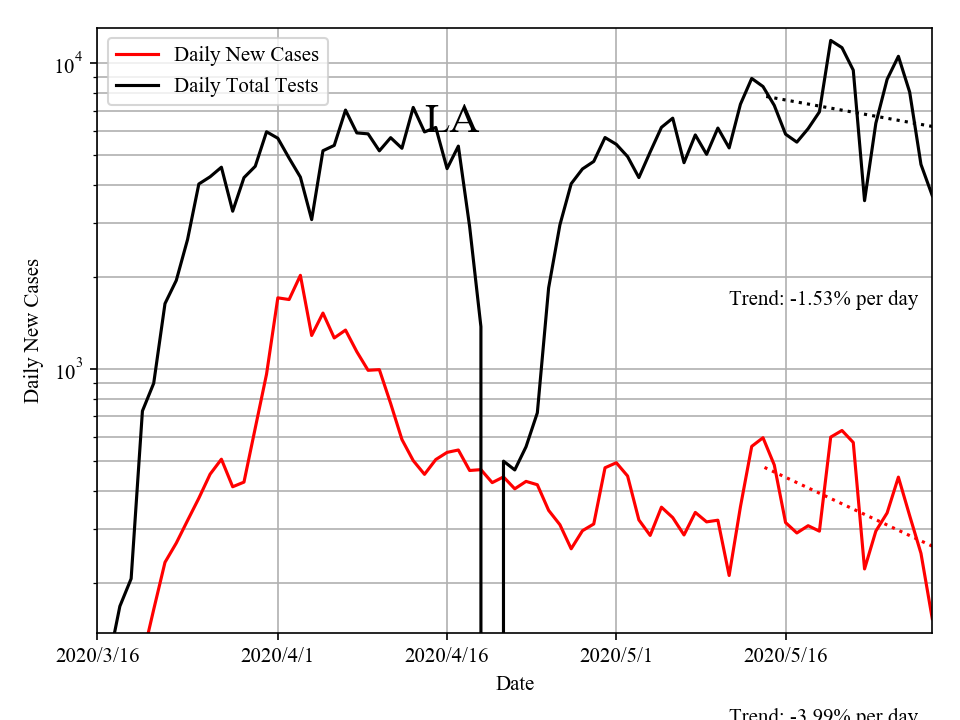 Daily New Cases
Daily Total Tests
LA
10^4
10^3
Daily New Cases
Trend: -1.53% per day
2020/3/16
2020/4/1
2020/4/16
2020/5/1
2020/5/16
Date
Trend: -3.99% per day